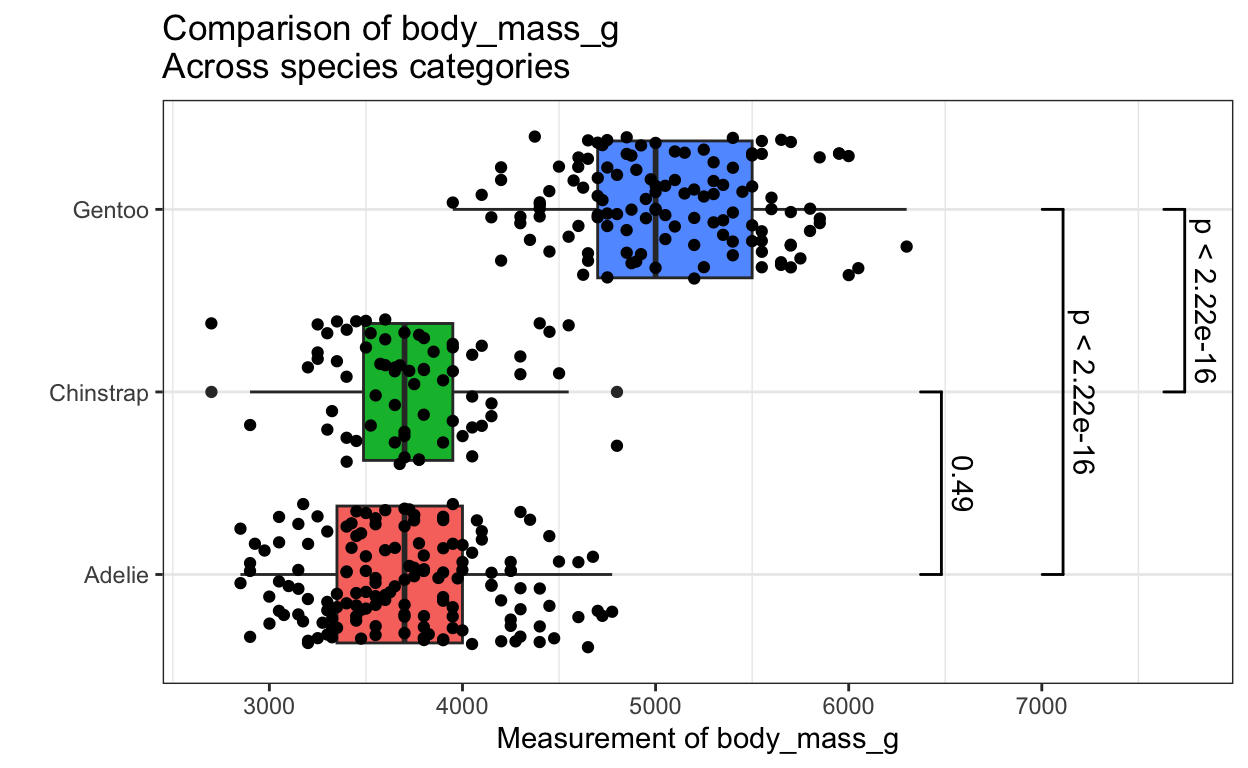 Comparison of body_mass_g
Across species categories
Gentoo
Chinstrap
Adelie
p < 2.22e-16
p < 2.22e-16
0.49
3000
4000
5000
6000
7000
Measurement of body_mass_g